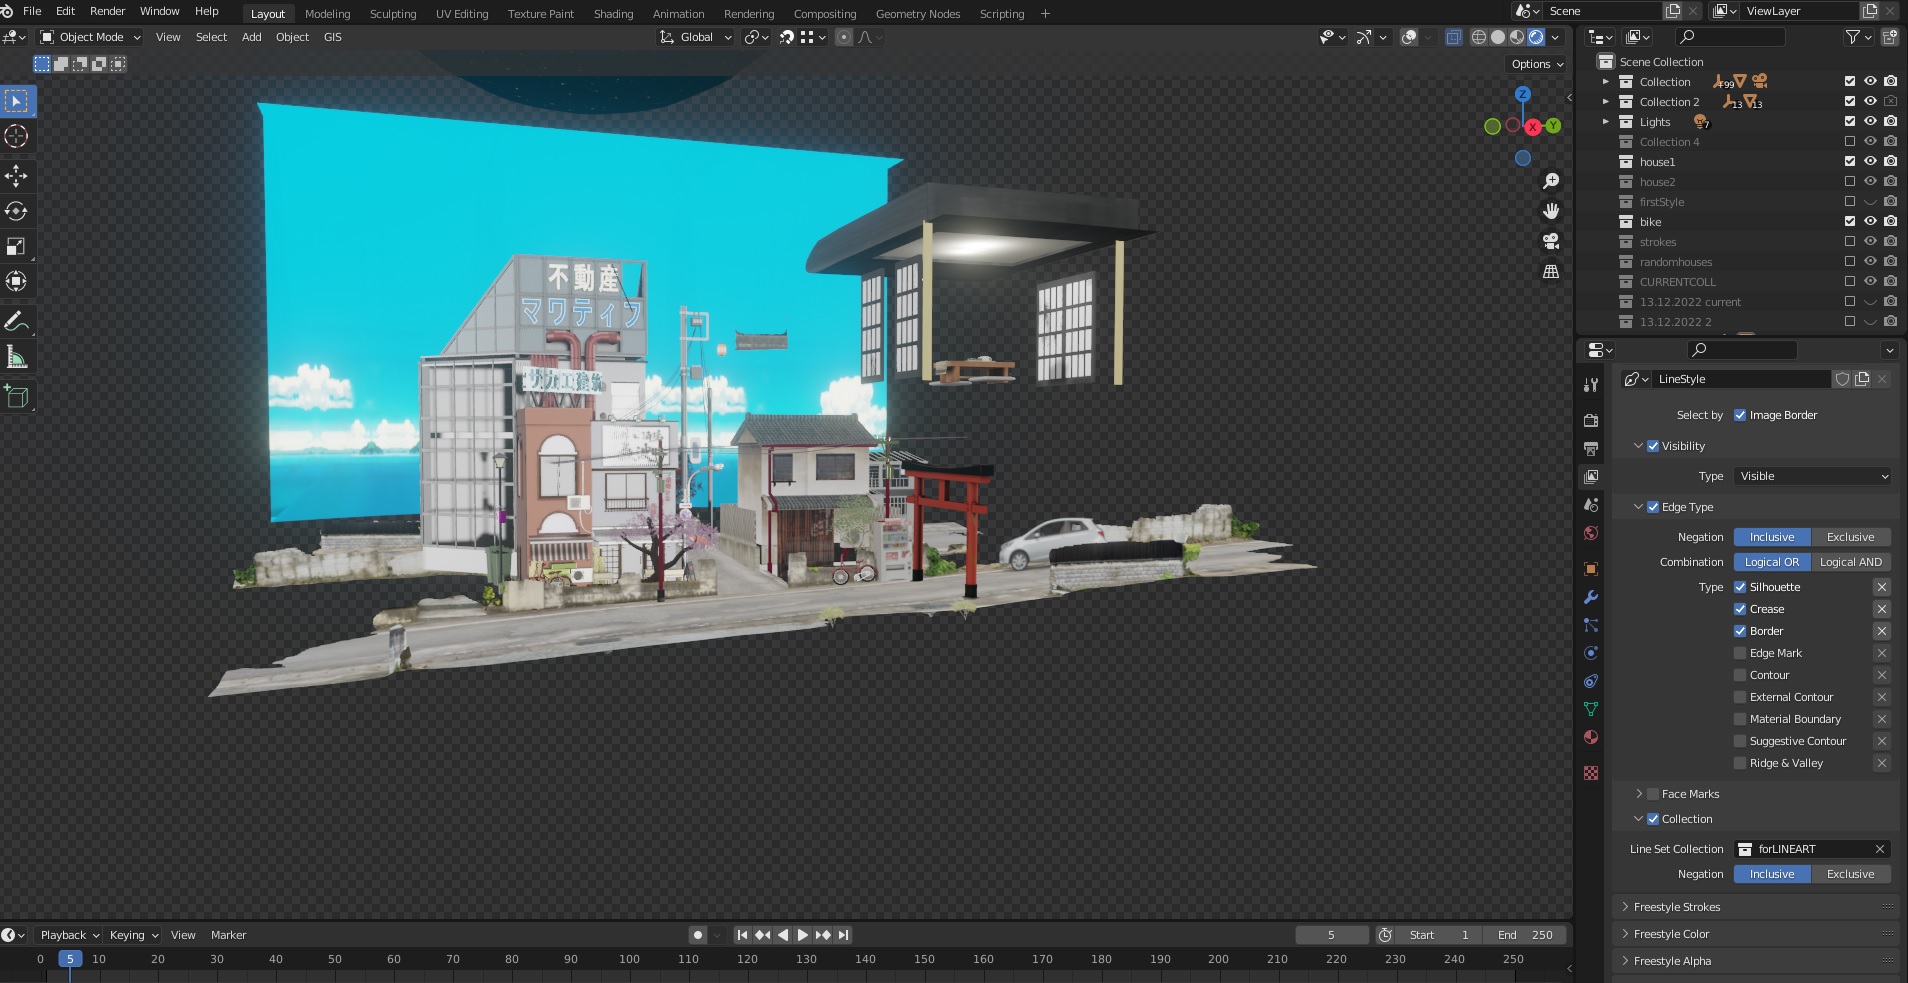 File Edit Render Window Help Layout Modeling Sculpting UV Editing Texture Paint Shading Animation Rendering Compositing Geometry Nodes Scripting + Scene ViewLayer
Object Mode View Select Add Object GIS Global
Options
Z
X Y
Scene Collection
Collection 99
Collection 2 13 13
Lights 7
Collection 4
house1
house2
firstStyle
bike
strokes
randomhouses
CURRENTCOLL
13.12.2022 current
13.12.2022 2
不動産
マワティフ
サカエ建築
LineStyle
Select by Image Border
Visibility
Type Visible
Edge Type
Negation Inclusive Exclusive
Combination Logical OR Logical AND
Type Silhouette
Crease
Border
Edge Mark
Contour
External Contour
Material Boundary
Suggestive Contour
Ridge & Valley
Face Marks
Collection
Line Set Collection forLINEART
Negation Inclusive Exclusive
Freestyle Strokes
Freestyle Color
Freestyle Alpha
Playback Keying View Marker 5 Start 1 End 250
0 5 10 20 30 40 50 60 70 80 90 100 110 120 130 140 150 160 170 180 190 200 210 220 230 240 250